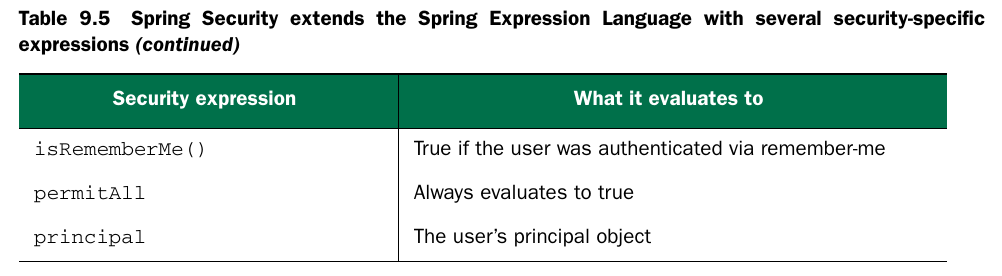 Table 9.5 Spring Security extends the Spring Expression Language with several security-specific
expressions (continued)
Security expression What it evaluates to
isRememberMe() True if the user was authenticated via remember-me
permitAll Always evaluates to true
principal The user’s principal object